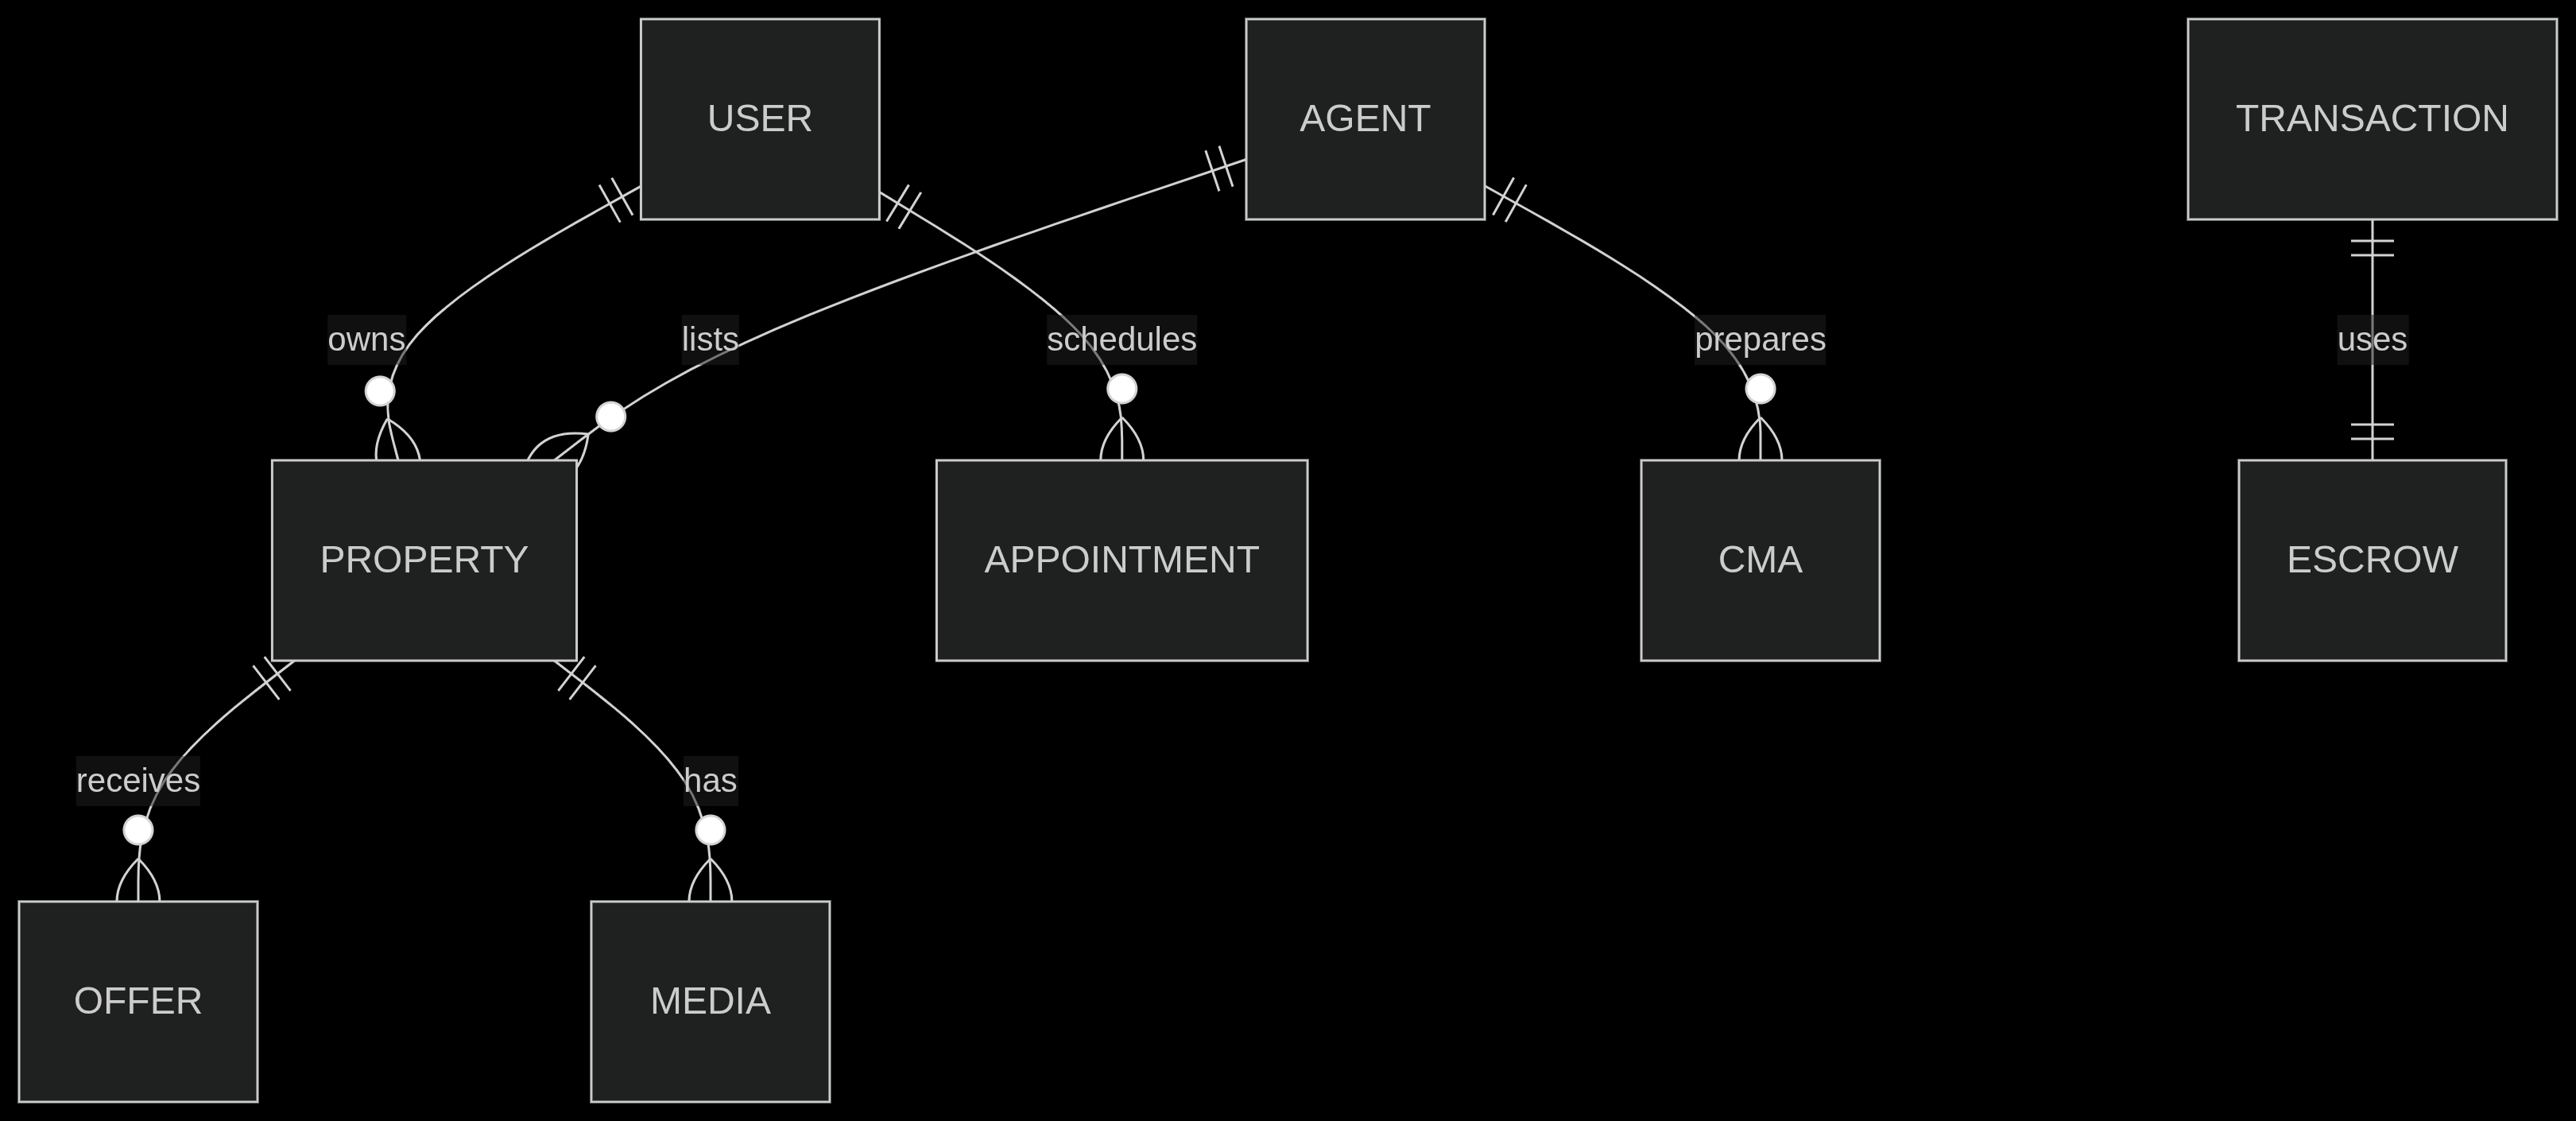 USER
AGENT
TRANSACTION
owns
lists
schedules
prepares
uses
PROPERTY
APPOINTMENT
CMA
ESCROW
receives
has
OFFER
MEDIA